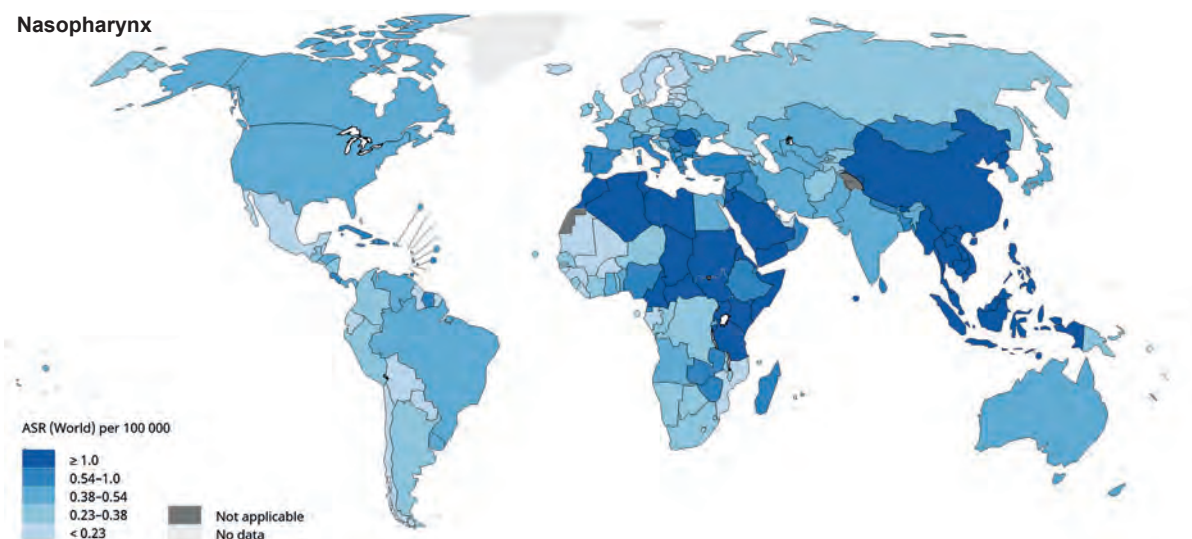 Nasopharynx
ASR (World) per 100 000
≥ 1.0
0.54–1.0
0.38–0.54
0.23–0.38
< 0.23
Not applicable
No data